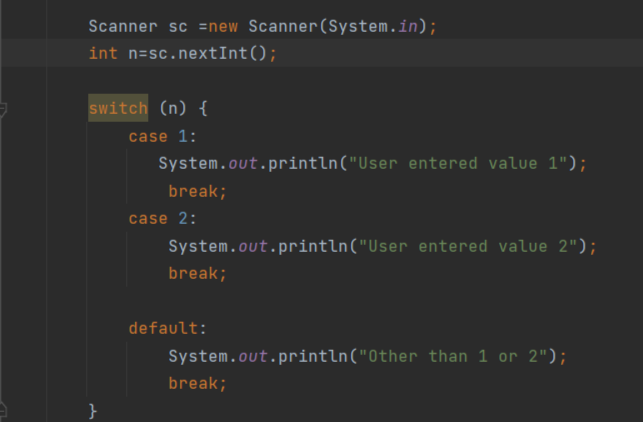 Scanner sc =new Scanner(System.in);
int n=sc.nextInt();
switch (n) {
case 1:
System.out.println("User entered value 1");
break;
case 2:
System.out.println("User entered value 2");
break;
default:
System.out.println("Other than 1 or 2");
break;
}